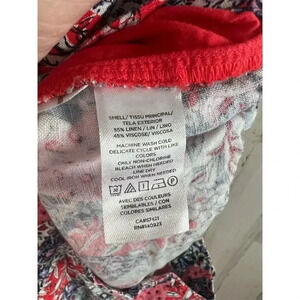 SHELL/ TISSU PRINCIPAL/
TELA EXTERIOR
55% LINEN / LIN / LINO
45% VISCOSE/ VISCOSA
MACHINE WASH COLD
DELICATE CYCLE WITH LIKE
COLORS
ONLY NON-CHLORINE
BLEACH WHEN NEEDED
LINE DRY
COOL IRON WHEN NEEDED
AVEC DES COULEURS
SIMILAIRES CON
COLORES SIMILARES